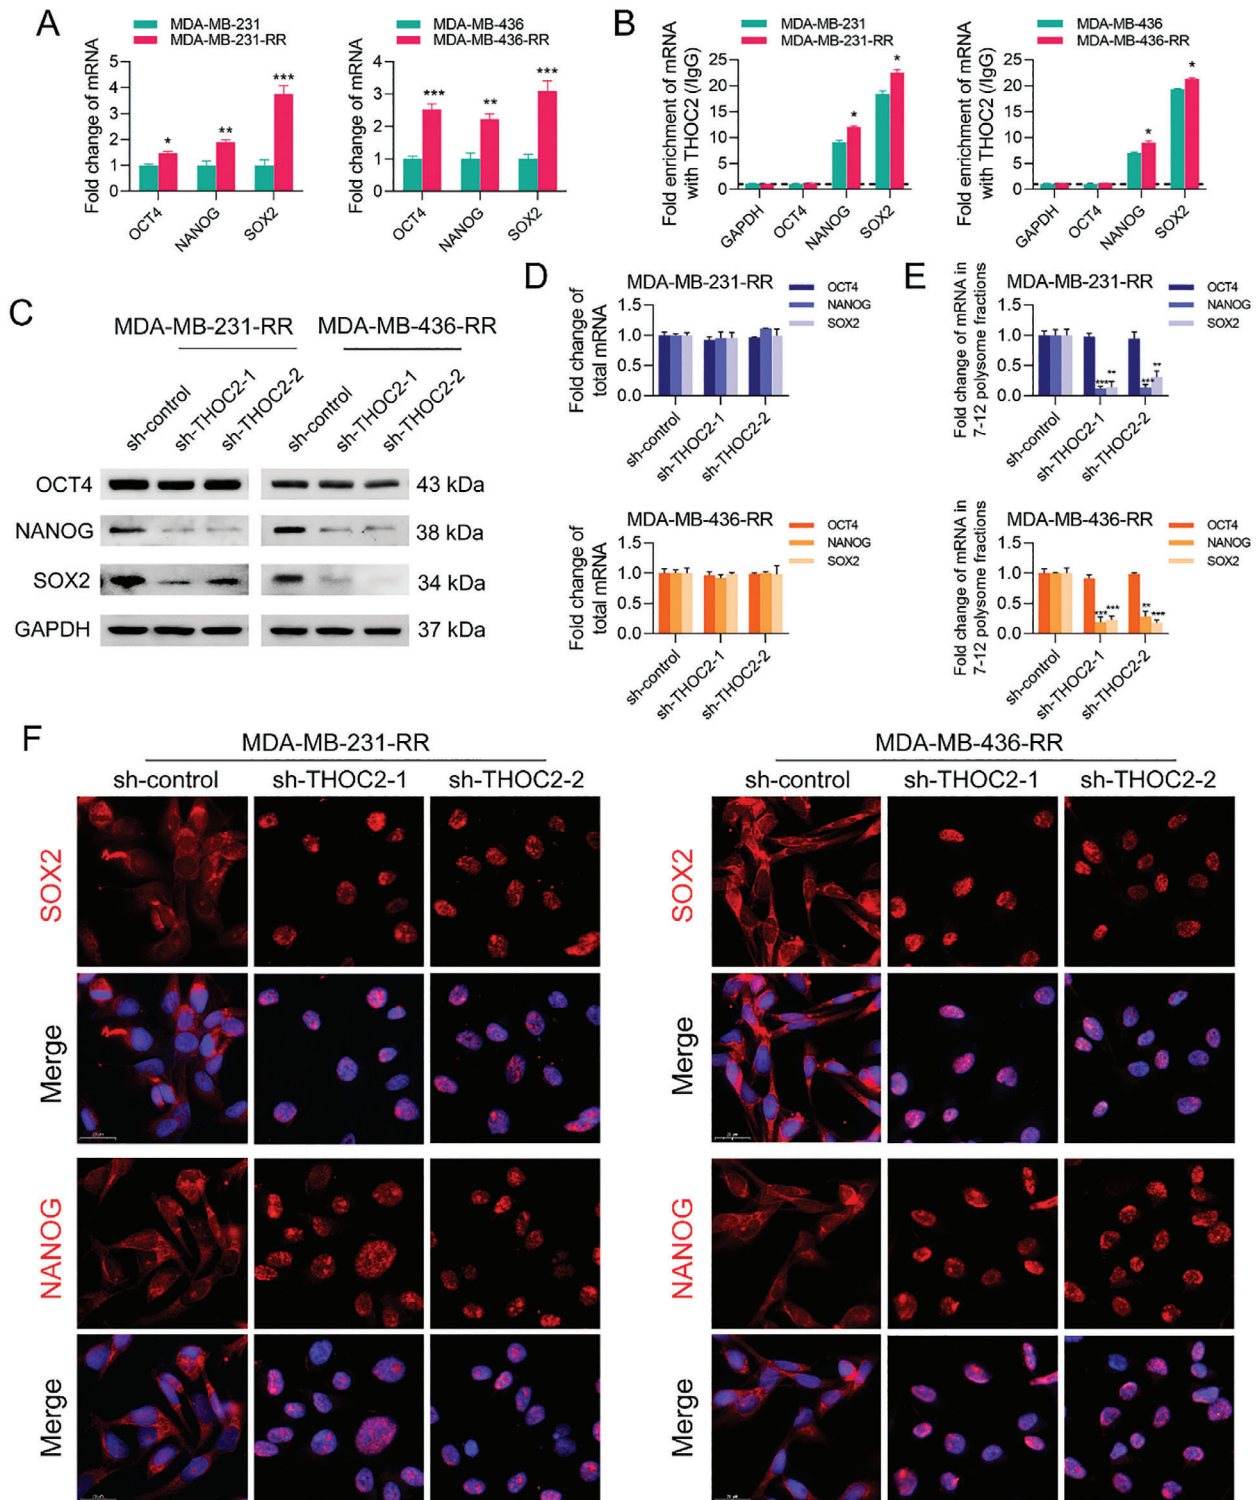 A
MDA-MB-231
MDA-MB-231-RR
Fold change of mRNA
5
4
3
2
1
0
*
**
***
OCT4
NANOG
SOX2
MDA-MB-436
MDA-MB-436-RR
Fold change of mRNA
4
3
2
1
0
***
**
***
OCT4
NANOG
SOX2
B
MDA-MB-231
MDA-MB-231-RR
Fold enrichment of mRNA
with THOC2 (/IgG)
25
20
15
10
5
0
*
*
GAPDH
OCT4
NANOG
SOX2
MDA-MB-436
MDA-MB-436-RR
Fold enrichment of mRNA
with THOC2 (/IgG)
25
20
15
10
5
0
*
*
GAPDH
OCT4
NANOG
SOX2
C
MDA-MB-231-RR
MDA-MB-436-RR
sh-control
sh-THOC2-1
sh-THOC2-2
sh-control
sh-THOC2-1
sh-THOC2-2
OCT4
43 kDa
NANOG
38 kDa
SOX2
34 kDa
GAPDH
37 kDa
D
MDA-MB-231-RR
OCT4
NANOG
SOX2
Fold change of
total mRNA
1.5
1.0
0.5
0.0
sh-control
sh-THOC2-1
sh-THOC2-2
MDA-MB-436-RR
OCT4
NANOG
SOX2
Fold change of
total mRNA
1.5
1.0
0.5
0.0
sh-control
sh-THOC2-1
sh-THOC2-2
E
MDA-MB-231-RR
OCT4
NANOG
SOX2
Fold change of mRNA in
7-12 polysome fractions
1.5
1.0
0.5
0.0
***
**
***
**
sh-control
sh-THOC2-1
sh-THOC2-2
MDA-MB-436-RR
OCT4
NANOG
SOX2
Fold change of mRNA in
7-12 polysome fractions
1.5
1.0
0.5
0.0
***
***
**
***
sh-control
sh-THOC2-1
sh-THOC2-2
F
MDA-MB-231-RR
sh-control
sh-THOC2-1
sh-THOC2-2
SOX2
Merge
NANOG
Merge
MDA-MB-436-RR
sh-control
sh-THOC2-1
sh-THOC2-2
SOX2
Merge
NANOG
Merge